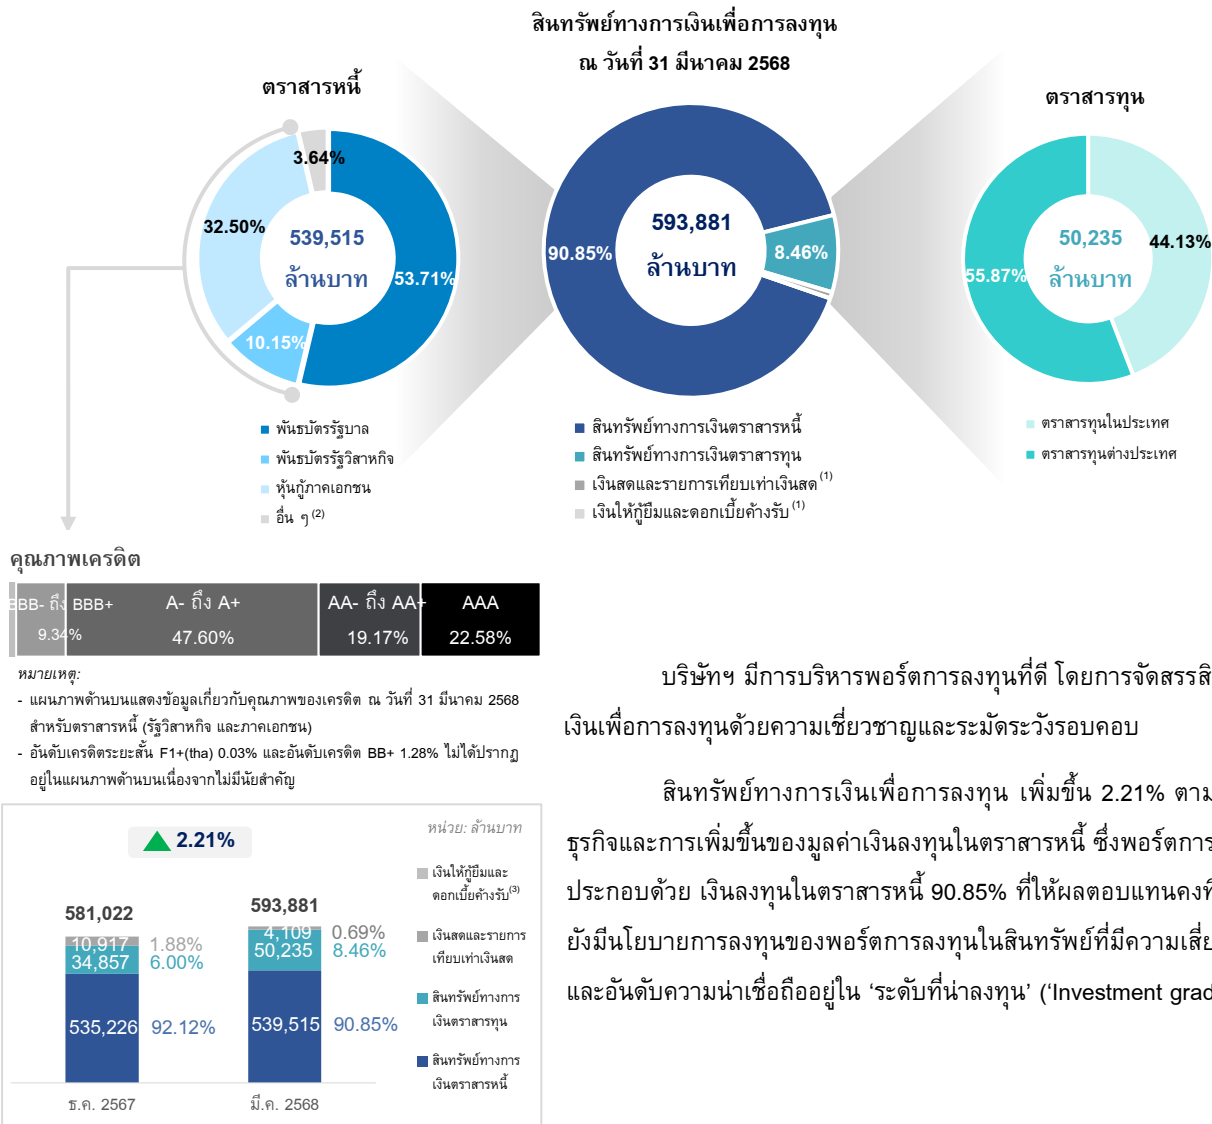 สินทรัพย์ทางการเงินเพื่อการลงทุน
ณ วันที่ 31 มีนาคม 2568
ตราสารหนี้
ตราสารทุน
3.64%
32.50%
539,515
ล้านบาท
53.71%
10.15%
593,881
ล้านบาท
90.85%
8.46%
50,235
ล้านบาท
44.13%
55.87%
พันธบัตรรัฐบาล
พันธบัตรรัฐวิสาหกิจ
หุ้นกู้ภาคเอกชน
อื่น ๆ (2)
สินทรัพย์ทางการเงินตราสารหนี้
สินทรัพย์ทางการเงินตราสารทุน
เงินสดและรายการเทียบเท่าเงินสด (1)
เงินให้กู้ยืมและดอกเบี้ยค้างรับ (1)
ตราสารทุนในประเทศ
ตราสารทุนต่างประเทศ
คุณภาพเครดิต
BBB- ถึง BBB+ A- ถึง A+ AA- ถึง AA+ AAA
9.34% 47.60% 19.17% 22.58%
หมายเหตุ:
- แผนภาพด้านบนแสดงข้อมูลเกี่ยวกับคุณภาพของเครดิต ณ วันที่ 31 มีนาคม 2568
สำหรับตราสารหนี้ (รัฐวิสาหกิจ และภาคเอกชน)
- อันดับเครดิตระยะสั้น F1+(tha) 0.03% และอันดับเครดิต BB+ 1.28% ไม่ได้ปรากฏ
อยู่ในแผนภาพด้านบนเนื่องจากไม่มีนัยสำคัญ
2.21%
หน่วย: ล้านบาท
581,022
10,917 1.88%
34,857 6.00%
535,226 92.12%
ธ.ค. 2567
593,881
4,109 0.69%
50,235 8.46%
539,515 90.85%
มี.ค. 2568
เงินให้กู้ยืมและ
ดอกเบี้ยค้างรับ(3)
เงินสดและรายการ
เทียบเท่าเงินสด
สินทรัพย์ทางการ
เงินตราสารทุน
สินทรัพย์ทางการ
เงินตราสารหนี้
บริษัทฯ มีการบริหารพอร์ตการลงทุนที่ดี โดยการจัดสรรสิ
เงินเพื่อการลงทุนด้วยความเชี่ยวชาญและระมัดระวังรอบคอบ
สินทรัพย์ทางการเงินเพื่อการลงทุน เพิ่มขึ้น 2.21% ตาม
ธุรกิจและการเพิ่มขึ้นของมูลค่าเงินลงทุนในตราสารหนี้ ซึ่งพอร์ตการ
ประกอบด้วย เงินลงทุนในตราสารหนี้ 90.85% ที่ให้ผลตอบแทนคงที
ยังมีนโยบายการลงทุนของพอร์ตการลงทุนในสินทรัพย์ที่มีความเสี่ย
และอันดับความน่าเชื่อถืออยู่ใน ‘ระดับที่น่าลงทุน’ (‘Investment grad